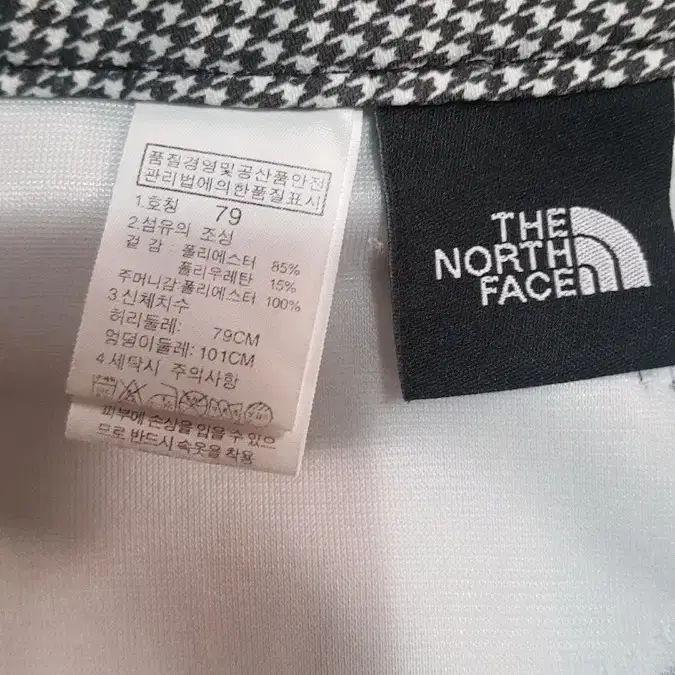 품질경영및공산품안전
관리법에의한품질표시
1.호칭 79
2.섬유의 조성
겉 감 : 폴리에스터 85%
폴리우레탄 15%
주머니감:폴리에스터 100%
3.신체치수
허리둘레: 79CM
엉덩이둘레: 101CM
4.세탁시 주의사항
피부에 손상을 입을 수 있으
므로 반드시 속옷을 착용
THE
NORTH
FACE